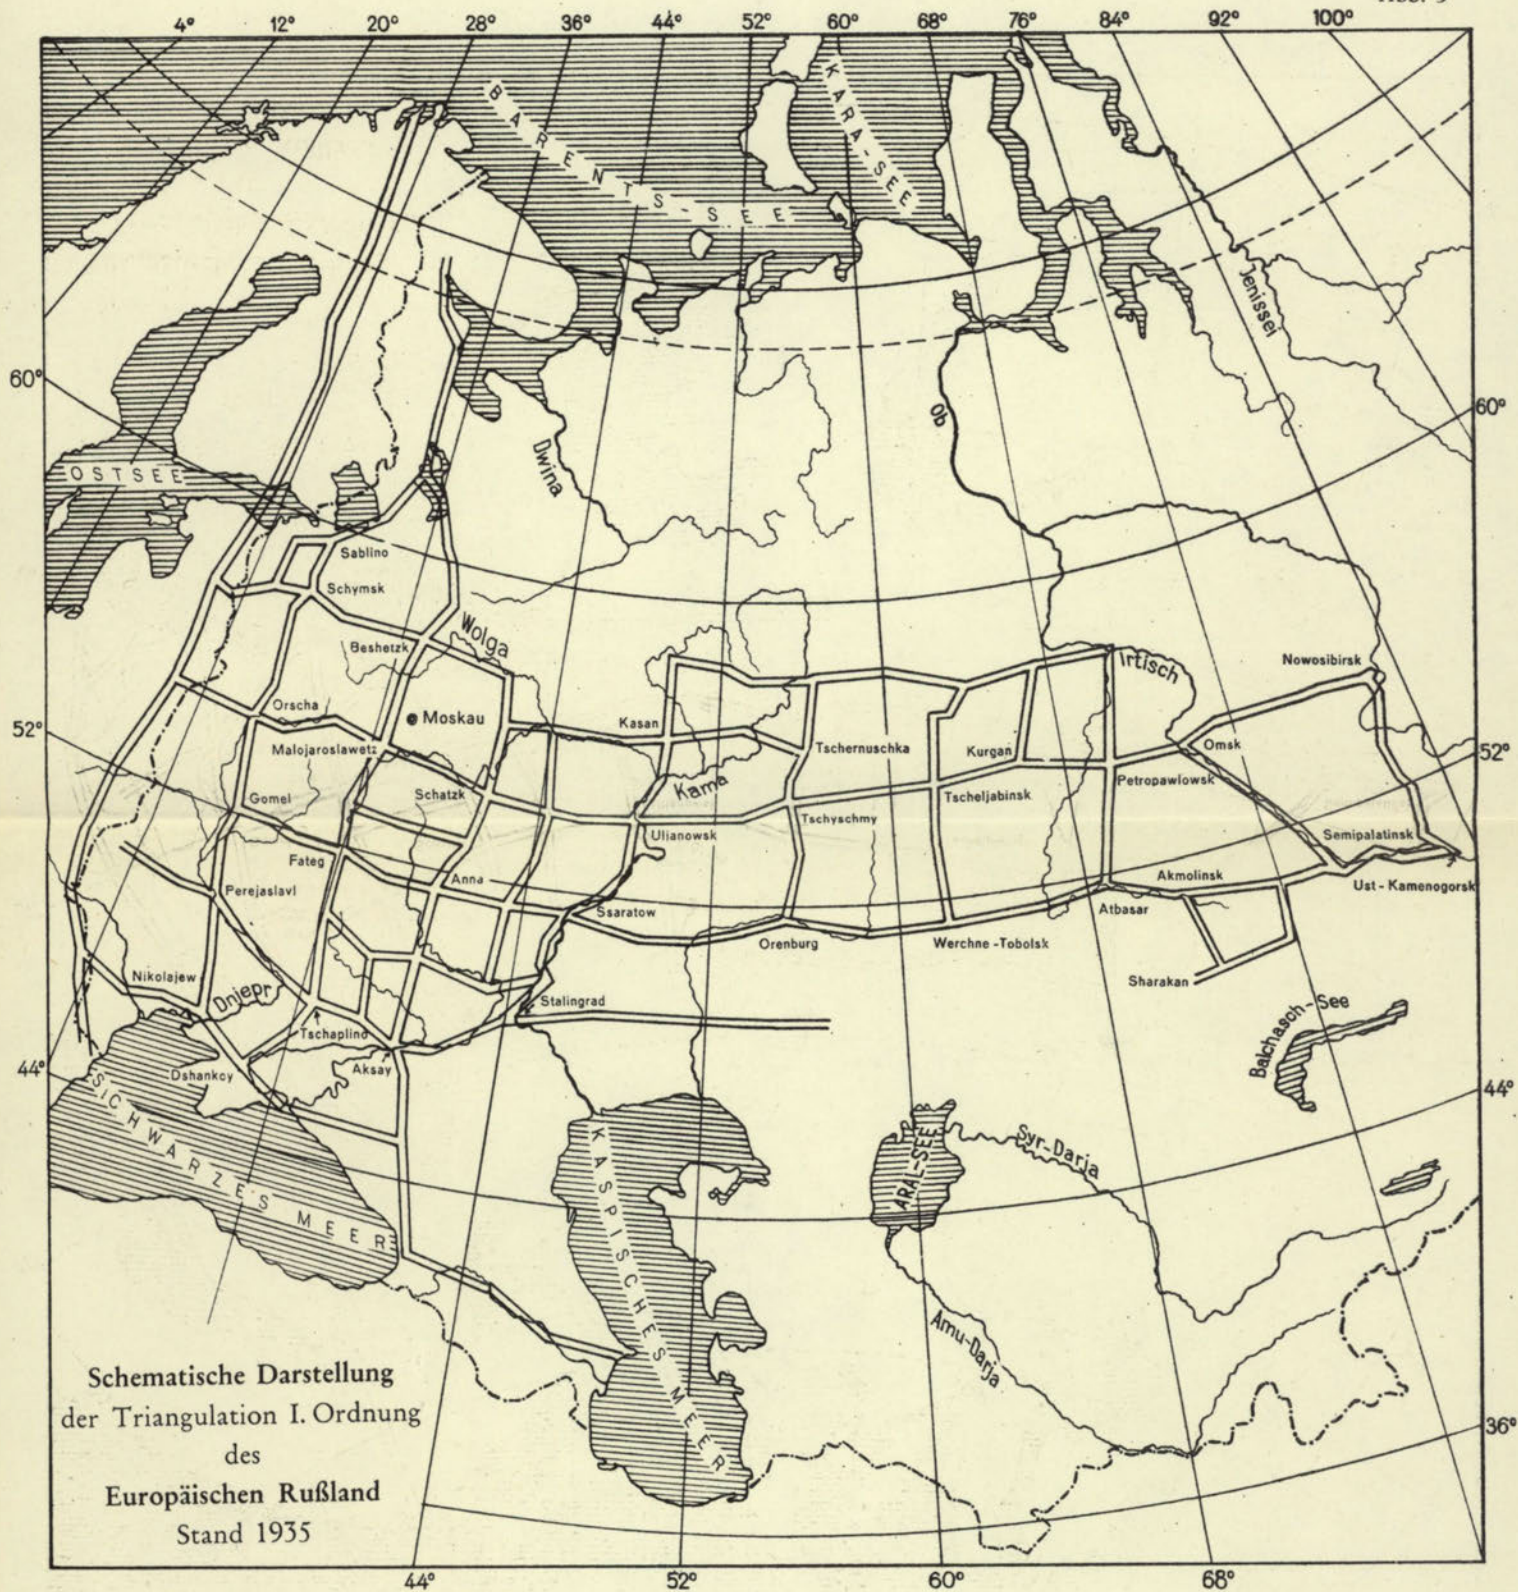 4° 12° 20° 28° 36° 44° 52° 60° 68° 76° 84° 92° 100°
BARENTS-SEE
KARA-SEE
Jenissei
60°
60°
Ob
Dwina
OSTSEE
Sablino
Schymsk
Wolga
Beshetzk
Irtisch
Nowosibirsk
Orscha
Moskau
Kasan
52°
Malojaroslawetz
Tschernuschka
Kurgan
Omsk
52°
Kama
Petropawlowsk
Gomel
Schatzk
Tscheljabinsk
Tschyschmy
Ulianowsk
Semipalatinsk
Fateg
Anna
Akmolinsk
Ust-Kamenogorsk
Perejaslavl
Ssaratow
Atbasar
Orenburg
Werchne-Tobolsk
Nikolajew
Sharakan
Dnjepr
Stalingrad
Balchasch-See
Tschaplino
44°
Dshankoy
Aksay
44°
SCHWARZES MEER
KASPISCHES MEER
ARAL-SEE
Syr-Darja
Amu-Darja
36°
Schematische Darstellung
der Triangulation I. Ordnung
des
Europäischen Rußland
Stand 1935
44° 52° 60° 68°